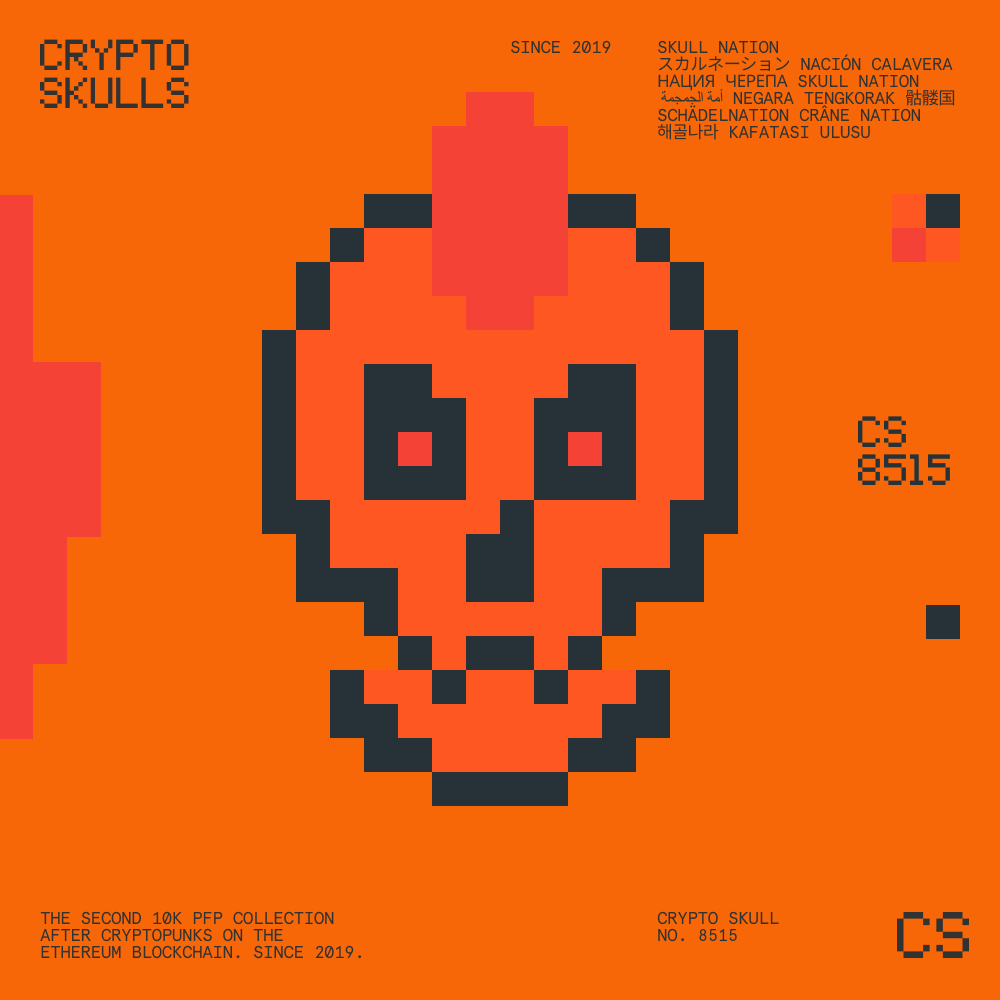 CRYPTO
SKULLS
SINCE 2019
SKULL NATION
スカルネーション NACIÓN CALAVERA
НАЦИЯ ЧЕРЕПА SKULL NATION
أمة الجمجمة NEGARA TENGKORAK 骷髅国
SCHÄDELNATION CRÂNE NATION
해골나라 KAFATASI ULUSU
CS
8515
THE SECOND 10K PFP COLLECTION
AFTER CRYPTOPUNKS ON THE
ETHEREUM BLOCKCHAIN. SINCE 2019.
CRYPTO SKULL
NO. 8515
CS